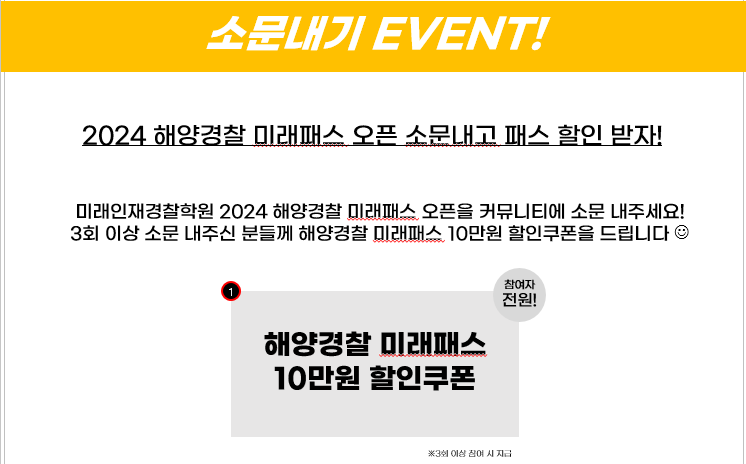 소문내기 EVENT!
2024 해양경찰 미래패스 오픈 소문내고 패스 할인 받자!
미래인재경찰학원 2024 해양경찰 미래패스 오픈을 커뮤니티에 소문 내주세요!
3회 이상 소문 내주신 분들께 해양경찰 미래패스 10만원 할인쿠폰을 드립니다 ☺
참여자
전원!
1
해양경찰 미래패스
10만원 할인쿠폰
※3회 이상 참여 시 지급